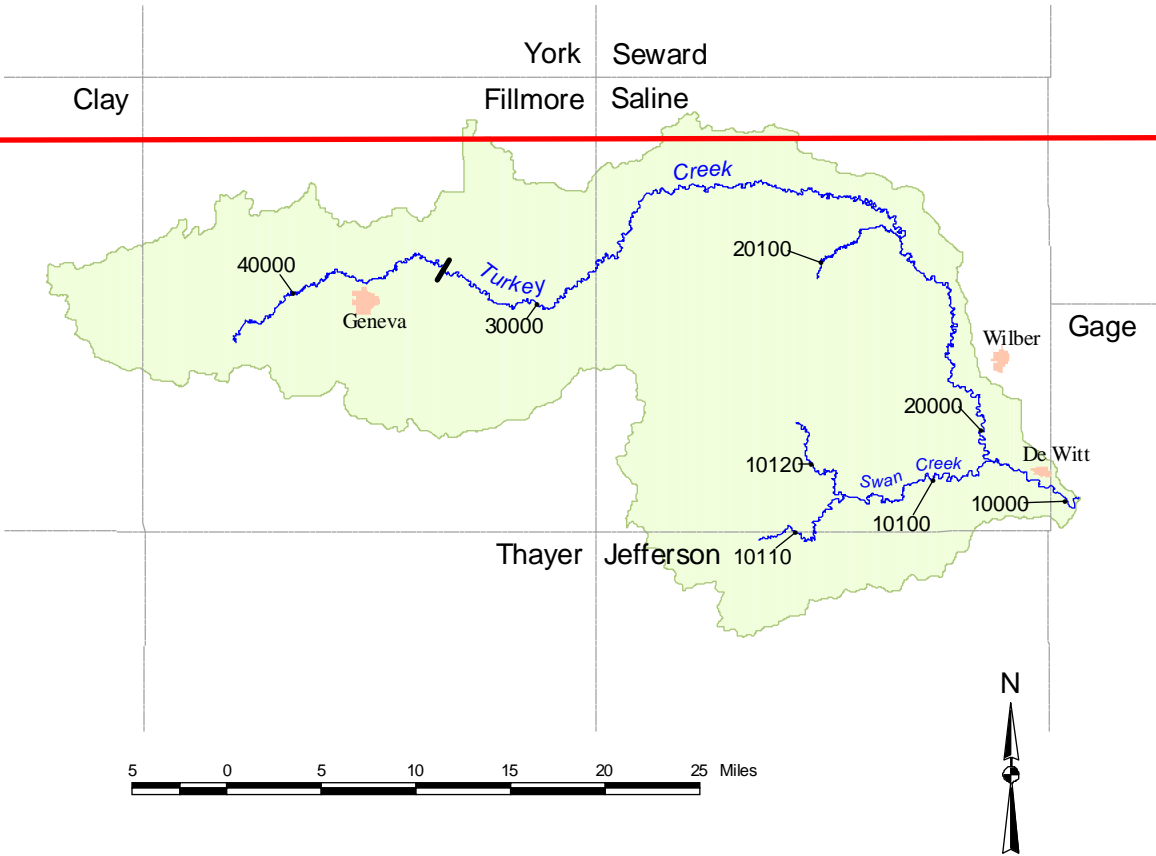 York Seward
Clay Fillmore Saline
Creek
20100
40000
Turkey
Geneva
30000
Gage
Wilber
20000
De Witt
10120
Swan Creek
10000
10100
Thayer Jefferson 10110
N
5 0 5 10 15 20 25 Miles